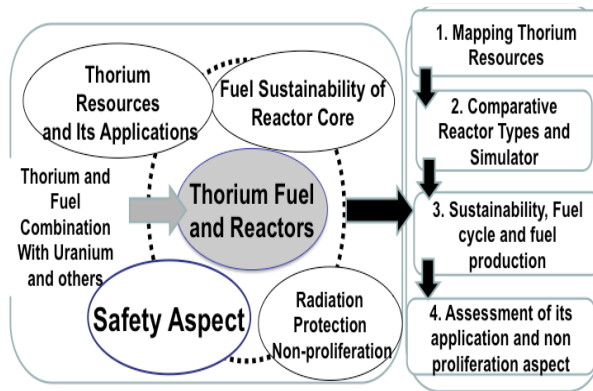 Thorium
Resources
and Its Applications
Fuel Sustainability of
Reactor Core
Thorium and
Fuel
Combination
With Uranium
and others
Thorium Fuel
and Reactors
Safety Aspect
Radiation
Protection
Non-proliferation
1. Mapping Thorium
Resources
2. Comparative
Reactor Types and
Simulator
3. Sustainability, Fuel
cycle and fuel
production
4. Assessment of its
application and non
proliferation aspect